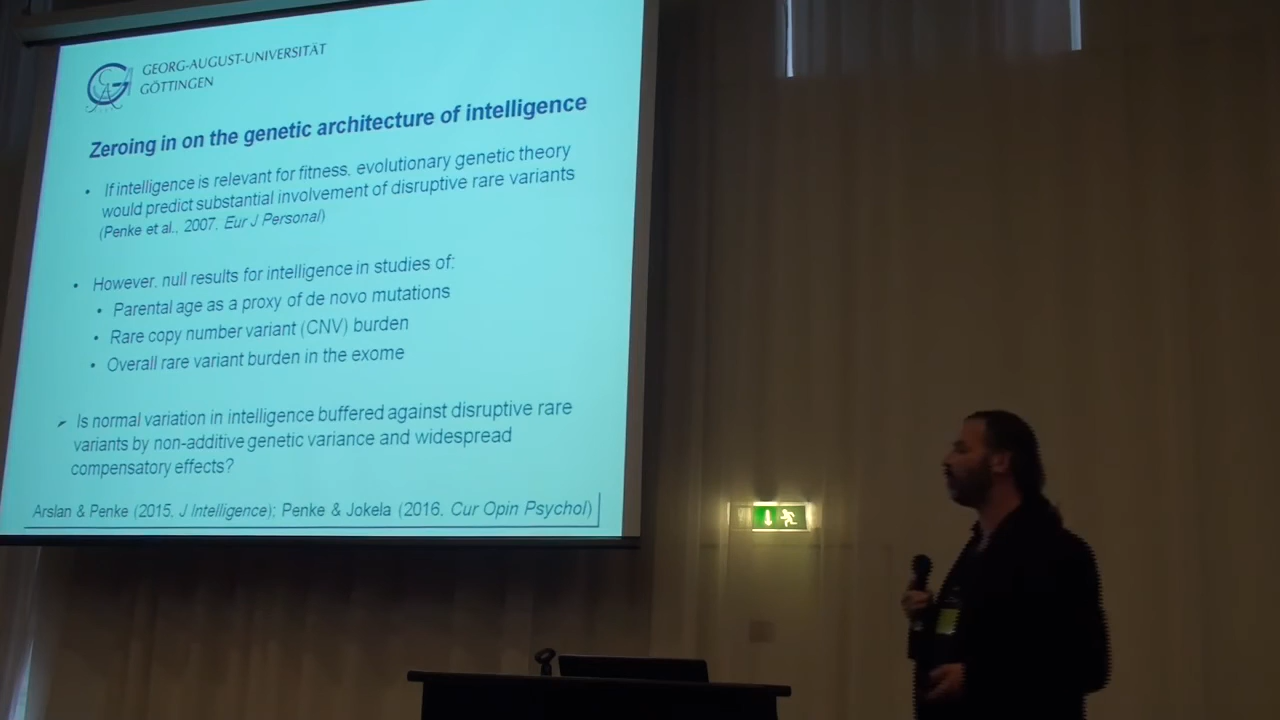 GEORG-AUGUST-UNIVERSITÄT
GÖTTINGEN
Zeroing in on the genetic architecture of intelligence
• If intelligence is relevant for fitness, evolutionary genetic theory
would predict substantial involvement of disruptive rare variants
(Penke et al., 2007, Eur J Personal)
• However, null results for intelligence in studies of:
• Parental age as a proxy of de novo mutations
• Rare copy number variant (CNV) burden
• Overall rare variant burden in the exome
➢ Is normal variation in intelligence buffered against disruptive rare
variants by non-additive genetic variance and widespread
compensatory effects?
Arslan & Penke (2015, J Intelligence); Penke & Jokela (2016, Cur Opin Psychol)